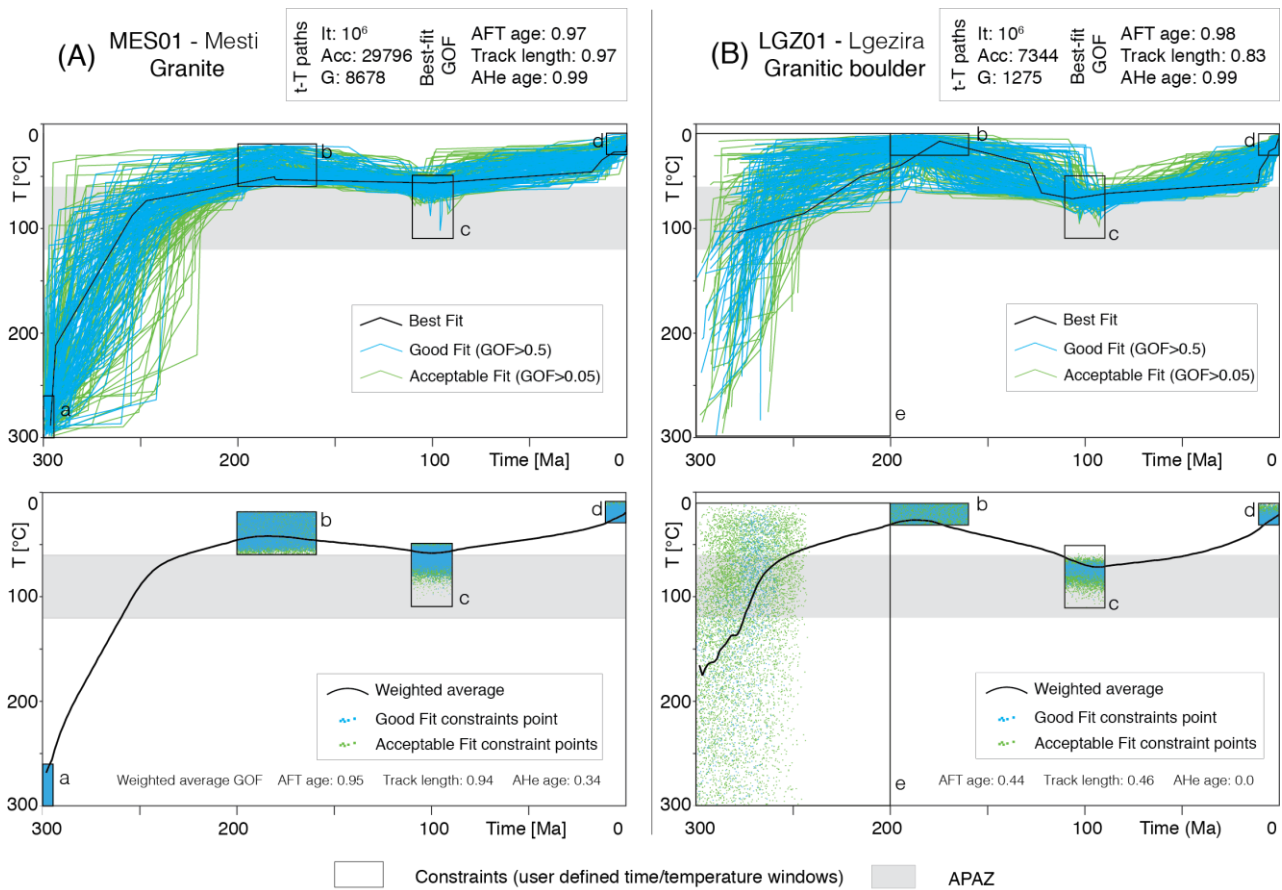 (A) MES01 - Mesti
Granite
t-T paths
It: 10⁶
Acc: 29796
G: 8678
Best-fit
GOF
AFT age: 0.97
Track length: 0.97
AHe age: 0.99
(B) LGZ01 - Lgezira
Granitic boulder
t-T paths
It: 10⁶
Acc: 7344
G: 1275
Best-fit
GOF
AFT age: 0.98
Track length: 0.83
AHe age: 0.99
0
T [°C]
100
200
300
a
b
c
d
Best Fit
Good Fit (GOF>0.5)
Acceptable Fit (GOF>0.05)
300
200
100
Time [Ma]
0
0
T [°C]
100
200
300
b
c
d
e
Best Fit
Good Fit (GOF>0.5)
Acceptable Fit (GOF>0.05)
300
200
100
Time [Ma]
0
0
T [°C]
100
200
300
a
b
c
d
Weighted average
Good Fit constraints point
Acceptable Fit constraint points
Weighted average GOF AFT age: 0.95 Track length: 0.94 AHe age: 0.34
300
200
100
Time [Ma]
0
0
T [°C]
100
200
300
b
c
d
e
Weighted average
Good Fit constraints point
Acceptable Fit constraint points
AFT age: 0.44 Track length: 0.46 AHe age: 0.0
300
200
100
Time (Ma)
0
Constraints (user defined time/temperature windows)
APAZ